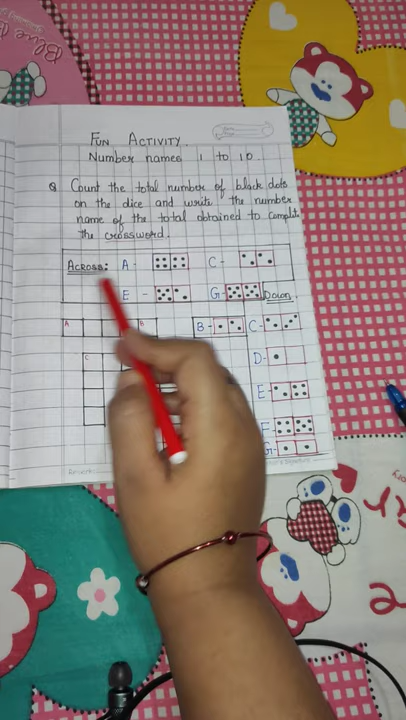 FUN ACTIVITY
Number names 1 to 10.
Q Count the total number of black dots
on the dice and write the number
name of the total obtained to complete
the crossword.
ACROSS: A - C -
E - G- Down
A B B- C-
C D-
E-
F-
G-